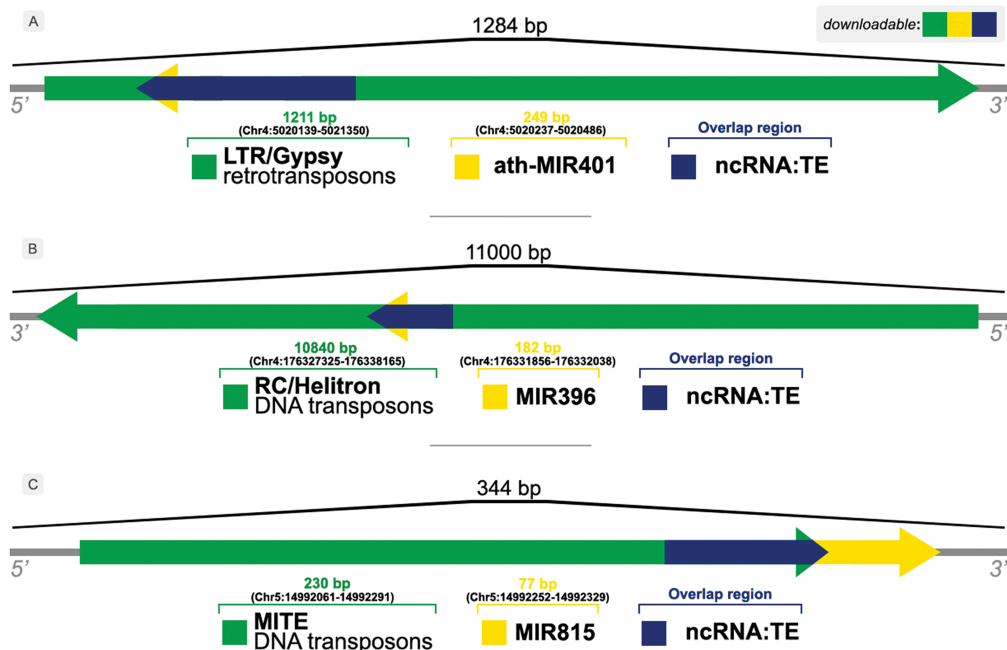 A
1284 bp
downloadable:
5’
3’
1211 bp
(Chr4:5020139-5021350)
LTR/Gypsy
retrotransposons
249 bp
(Chr4:5020237-5020486)
ath-MIR401
Overlap region
ncRNA:TE
B
11000 bp
3’
5’
10840 bp
(Chr4:176327325-176338165)
RC/Helitron
DNA transposons
182 bp
(Chr4:176331856-176332038)
MIR396
Overlap region
ncRNA:TE
C
344 bp
5’
3’
230 bp
(Chr5:14992061-14992291)
MITE
DNA transposons
77 bp
(Chr5:14992252-14992329)
MIR815
Overlap region
ncRNA:TE